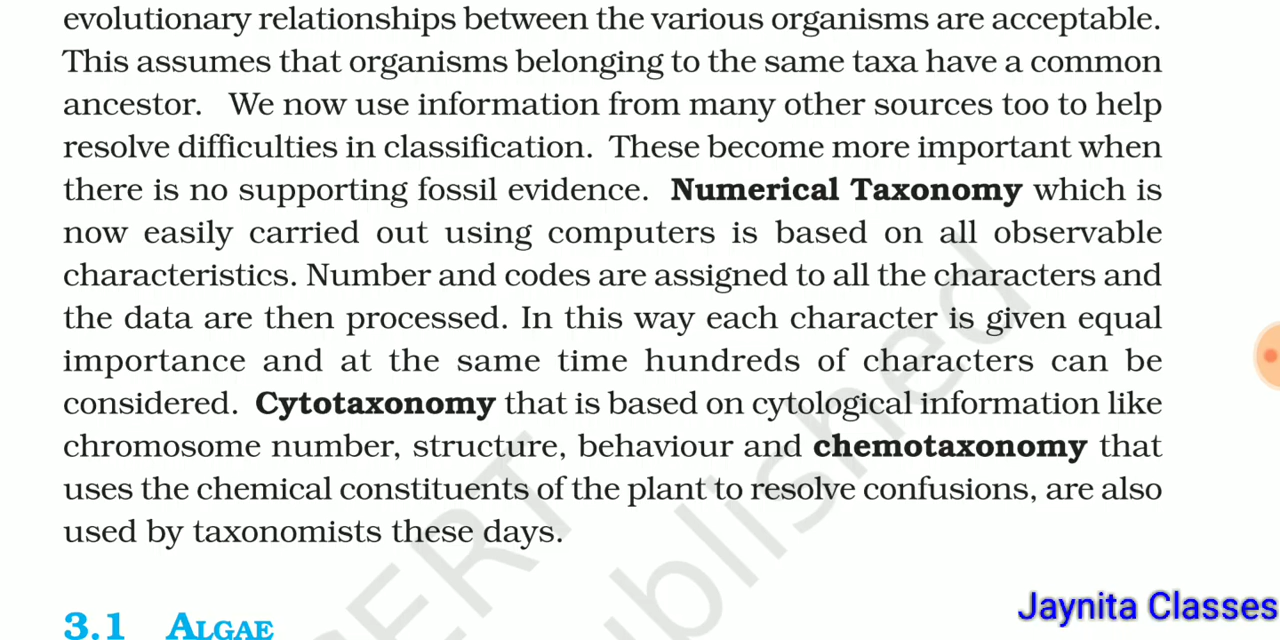 evolutionary relationships between the various organisms are acceptable.
This assumes that organisms belonging to the same taxa have a common
ancestor. We now use information from many other sources too to help
resolve difficulties in classification. These become more important when
there is no supporting fossil evidence. Numerical Taxonomy which is
now easily carried out using computers is based on all observable
characteristics. Number and codes are assigned to all the characters and
the data are then processed. In this way each character is given equal
importance and at the same time hundreds of characters can be
considered. Cytotaxonomy that is based on cytological information like
chromosome number, structure, behaviour and chemotaxonomy that
uses the chemical constituents of the plant to resolve confusions, are also
used by taxonomists these days.
3.1 ALGAE
Jaynita Classes